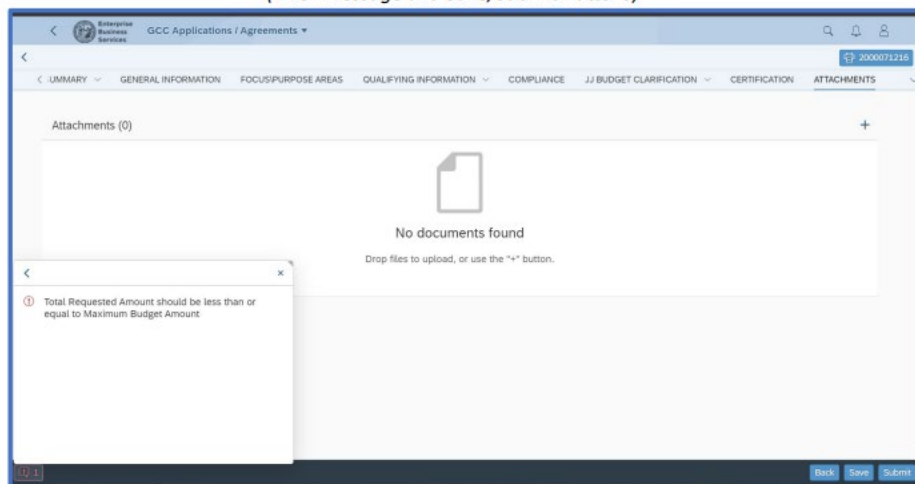 Enterprise
Business
Services
GCC Applications / Agreements
2000071216
UMMARY GENERAL INFORMATION FOCUS\PURPOSE AREAS QUALIFYING INFORMATION COMPLIANCE JJ BUDGET CLARIFICATION CERTIFICATION ATTACHMENTS
Attachments (0)
No documents found
Drop files to upload, or use the "+" button.
Total Requested Amount should be less than or
equal to Maximum Budget Amount
1
Back Save Submit